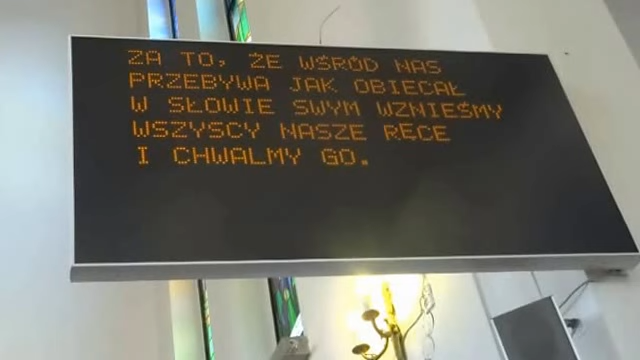 ZA TO, ŻE WŚRÓD NAS
PRZEBYWA JAK OBIECAŁ
W SŁOWIE SWYM WZNIEŚMY
WSZYSCY NASZE RĘCE
I CHWALMY GO.